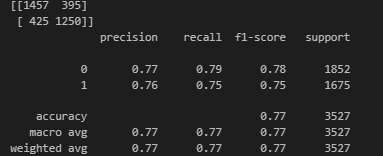 [[1457 395]
[ 425 1250]]
precision recall f1-score support
0 0.77 0.79 0.78 1852
1 0.76 0.75 0.75 1675
accuracy 0.77 3527
macro avg 0.77 0.77 0.77 3527
weighted avg 0.77 0.77 0.77 3527